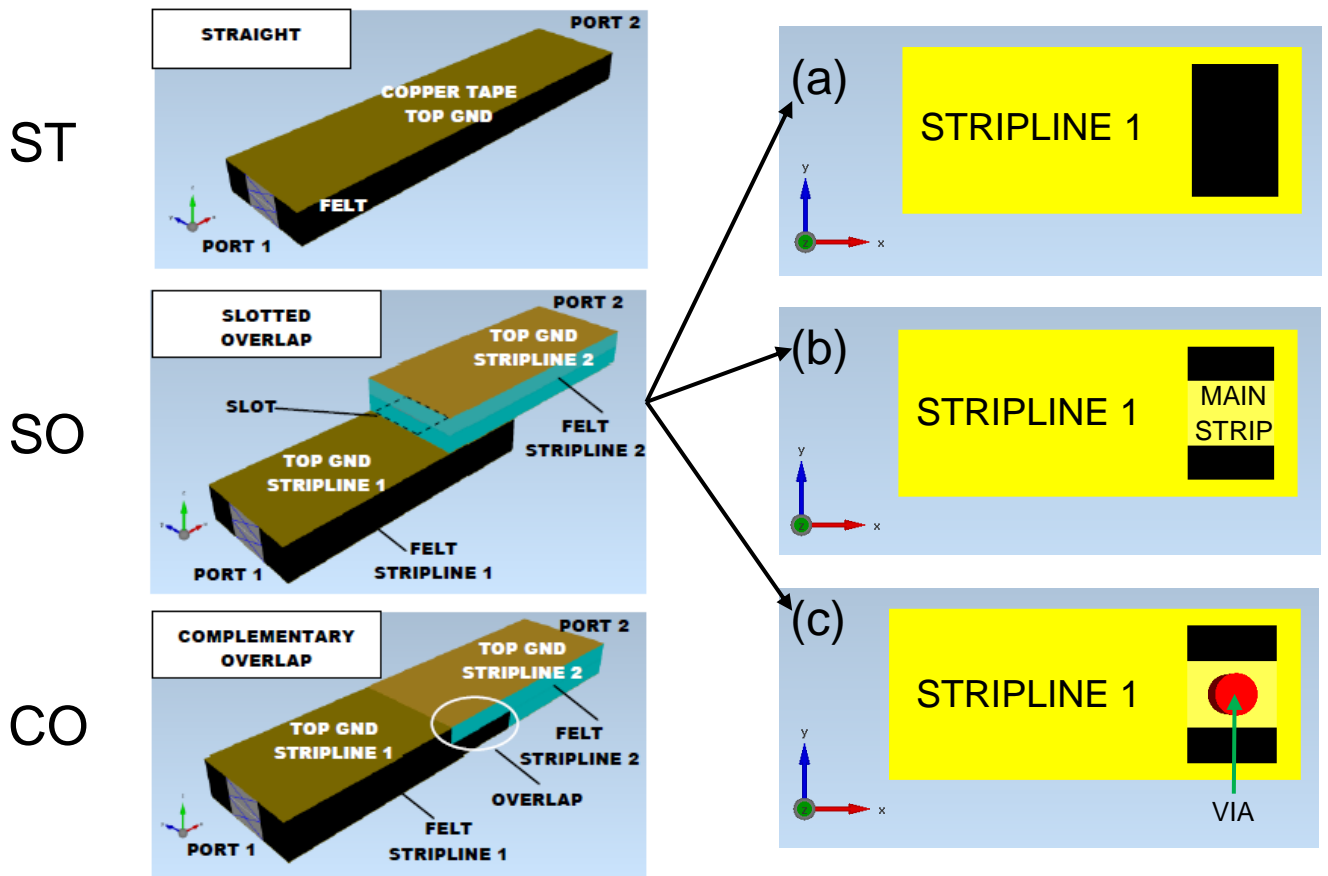 ST
STRAIGHT
PORT 2
COPPER TAPE
TOP GND
FELT
PORT 1
SO
SLOTTED
OVERLAP
PORT 2
TOP GND
STRIPLINE 2
SLOT
FELT
STRIPLINE 2
TOP GND
STRIPLINE 1
FELT
STRIPLINE 1
PORT 1
CO
COMPLEMENTARY
OVERLAP
PORT 2
TOP GND
STRIPLINE 2
TOP GND
STRIPLINE 1
FELT
STRIPLINE 2
OVERLAP
FELT
STRIPLINE 1
PORT 1
(a)
STRIPLINE 1
y
z
x
(b)
STRIPLINE 1
MAIN
STRIP
y
z
x
(c)
STRIPLINE 1
VIA
y
z
x